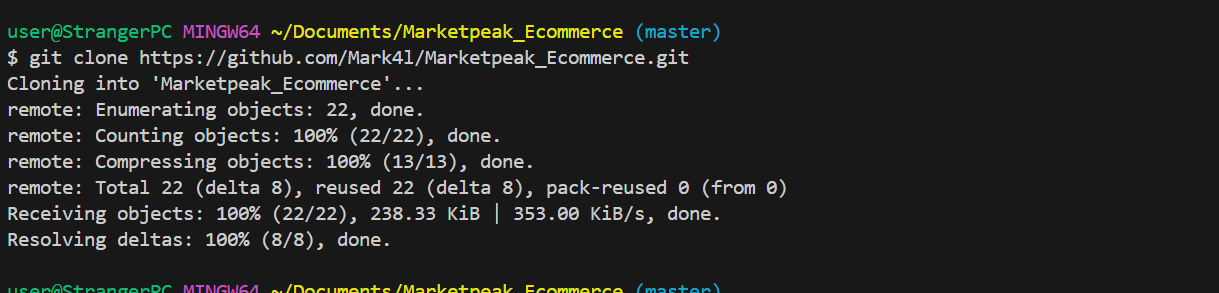 user@StrangerPC MINGW64 ~/Documents/Marketpeak_Ecommerce (master)
$ git clone https://github.com/Mark4l/Marketpeak_Ecommerce.git
Cloning into 'Marketpeak_Ecommerce'...
remote: Enumerating objects: 22, done.
remote: Counting objects: 100% (22/22), done.
remote: Compressing objects: 100% (13/13), done.
remote: Total 22 (delta 8), reused 22 (delta 8), pack-reused 0 (from 0)
Receiving objects: 100% (22/22), 238.33 KiB | 353.00 KiB/s, done.
Resolving deltas: 100% (8/8), done.
user@StrangerPC MINGW64 ~/Documents/Marketpeak_Ecommerce (master)